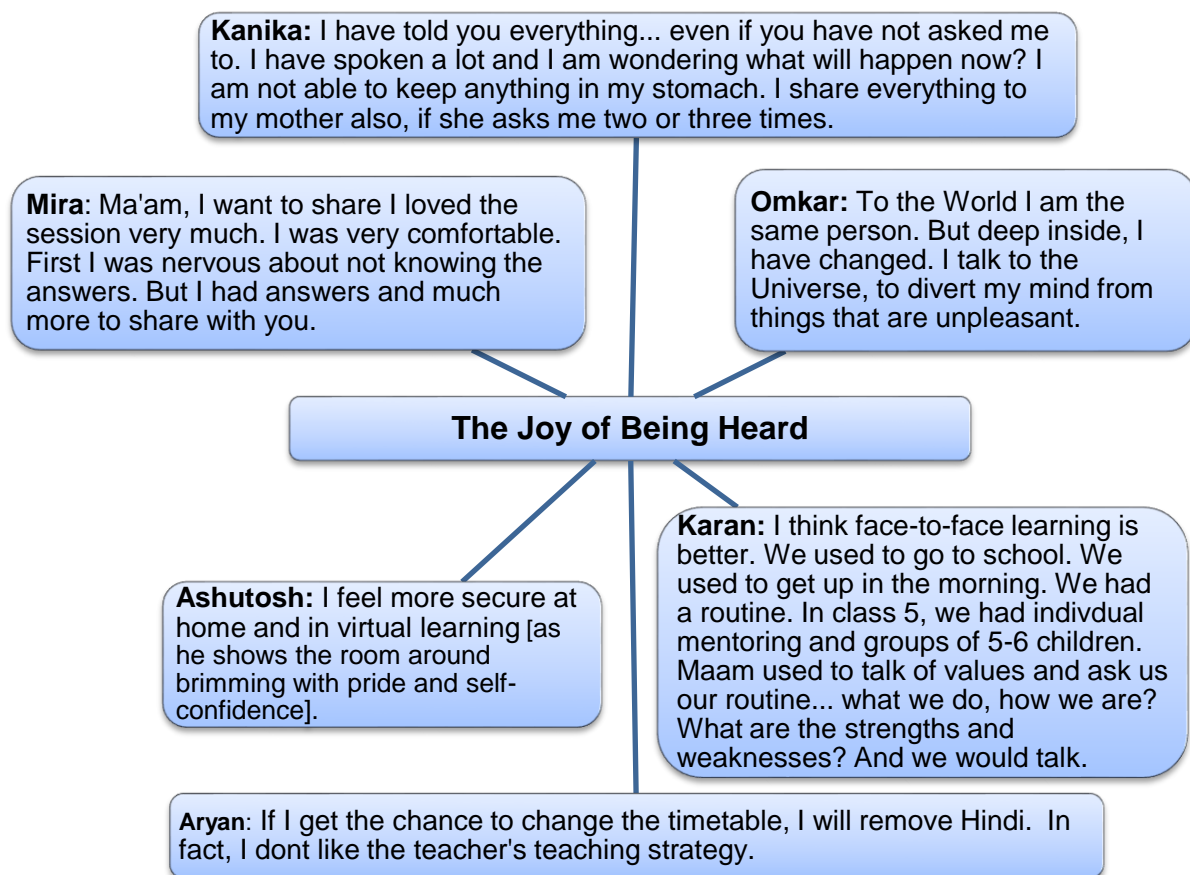 Kanika: I have told you everything... even if you have not asked me
to. I have spoken a lot and I am wondering what will happen now? I
am not able to keep anything in my stomach. I share everything to
my mother also, if she asks me two or three times.
Mira: Ma'am, I want to share I loved the
session very much. I was very comfortable.
First I was nervous about not knowing the
answers. But I had answers and much
more to share with you.
Omkar: To the World I am the
same person. But deep inside, I
have changed. I talk to the
Universe, to divert my mind from
things that are unpleasant.
The Joy of Being Heard
Ashutosh: I feel more secure at
home and in virtual learning [as
he shows the room around
brimming with pride and self-
confidence].
Karan: I think face-to-face learning is
better. We used to go to school. We
used to get up in the morning. We had
a routine. In class 5, we had indivdual
mentoring and groups of 5-6 children.
Maam used to talk of values and ask us
our routine... what we do, how we are?
What are the strengths and
weaknesses? And we would talk.
Aryan: If I get the chance to change the timetable, I will remove Hindi. In
fact, I dont like the teacher's teaching strategy.